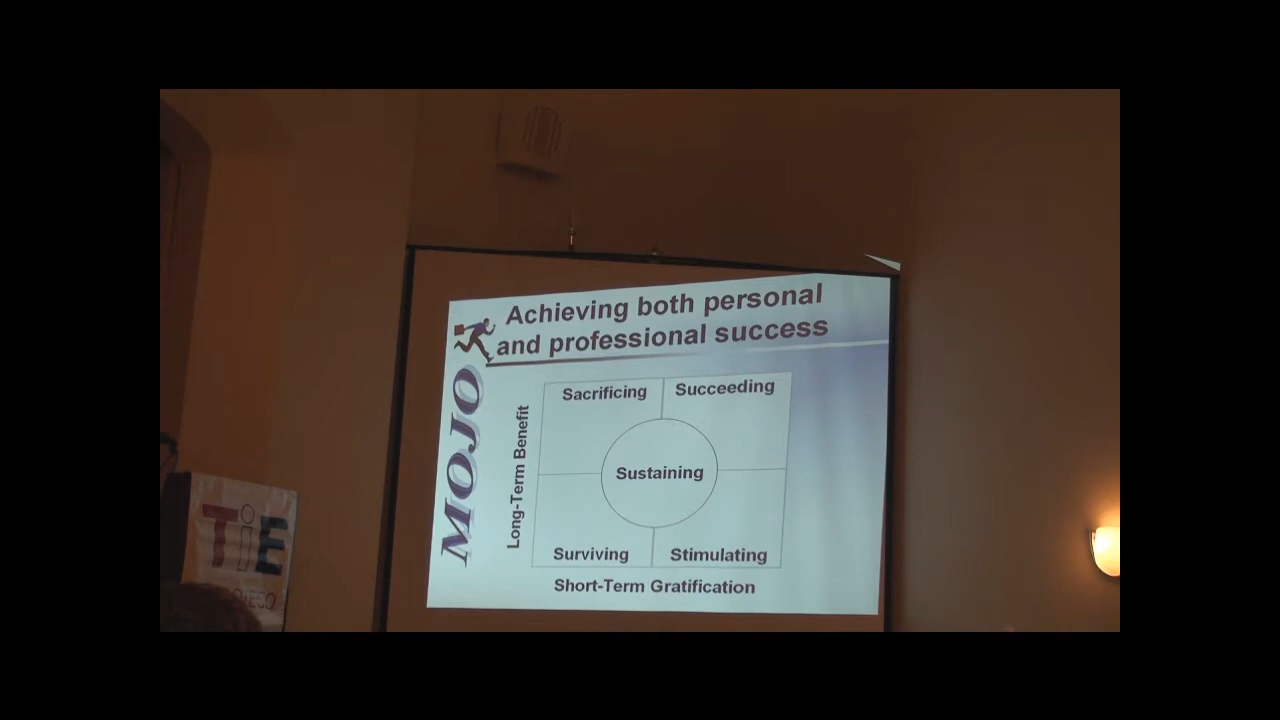 Achieving both personal
and professional success
MOJO
Long-Term Benefit
Sacrificing
Succeeding
Sustaining
Surviving
Stimulating
Short-Term Gratification
TiE